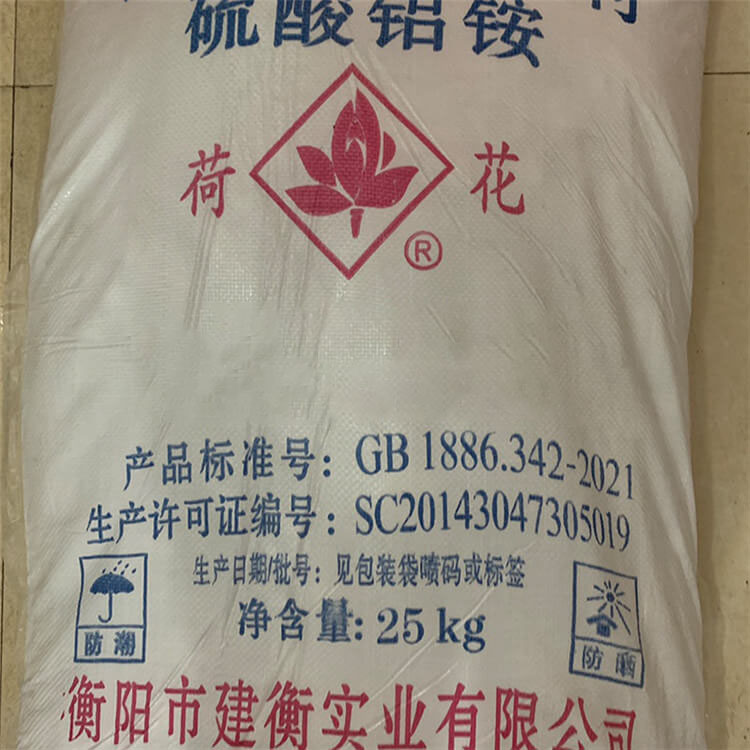 硫酸铝铵
荷花
®
产品标准号：GB 1886.342-2021
生产许可证编号：SC20143047305019
生产日期/批号：见包装袋喷码或标签
净含量：25 kg
防潮
防晒
衡阳市建衡实业有限公司